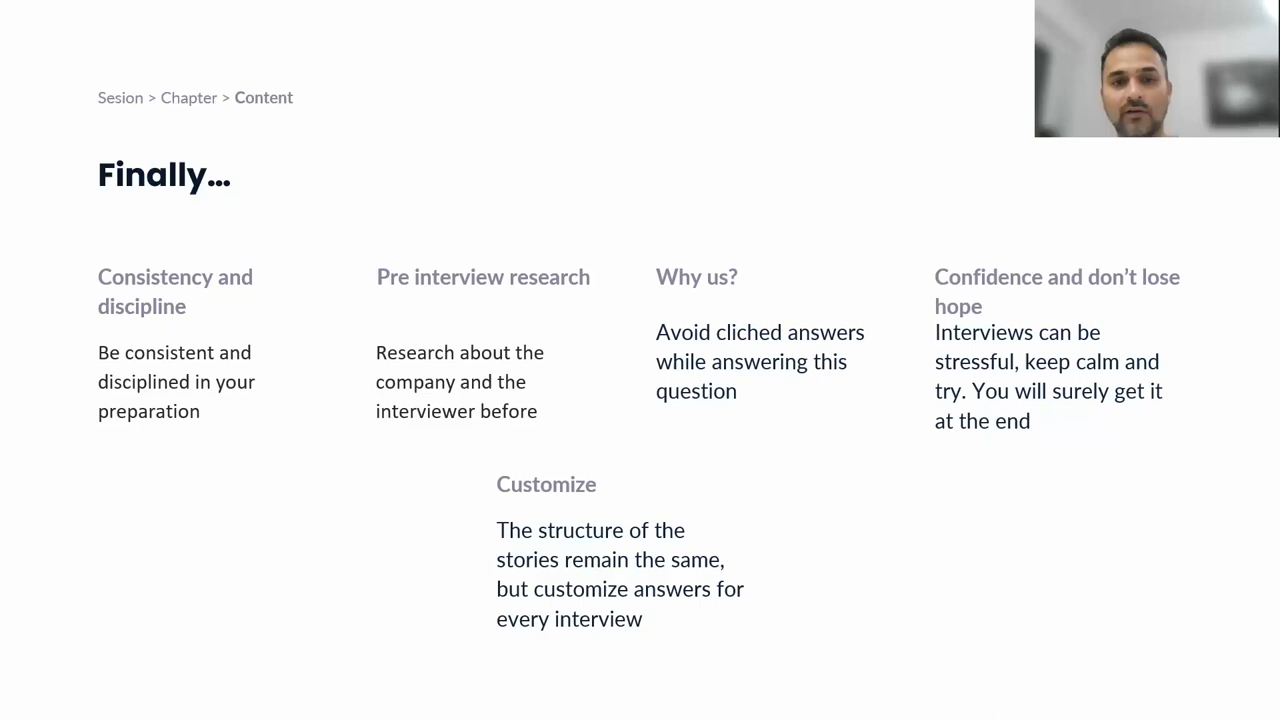 Sesion > Chapter > Content
Finally...
Consistency and
discipline
Be consistent and
disciplined in your
preparation
Pre interview research
Research about the
company and the
interviewer before
Why us?
Avoid cliched answers
while answering this
question
Confidence and don’t lose
hope
Interviews can be
stressful, keep calm and
try. You will surely get it
at the end
Customize
The structure of the
stories remain the same,
but customize answers for
every interview